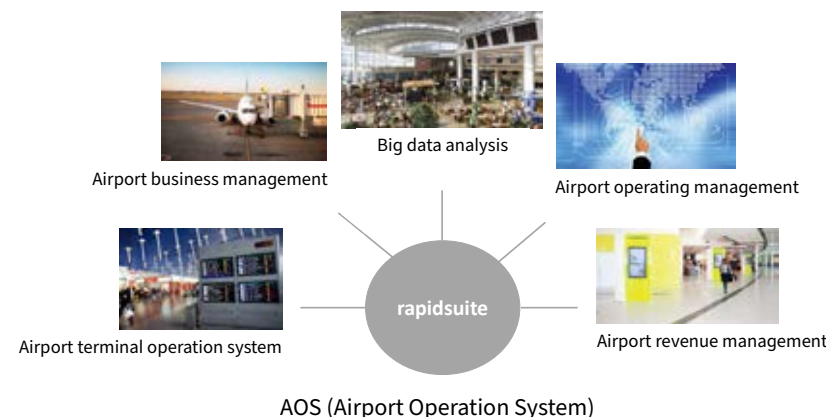 Big data analysis
Airport business management
Airport operating management
rapidsuite
Airport terminal operation system
Airport revenue management
AOS (Airport Operation System)